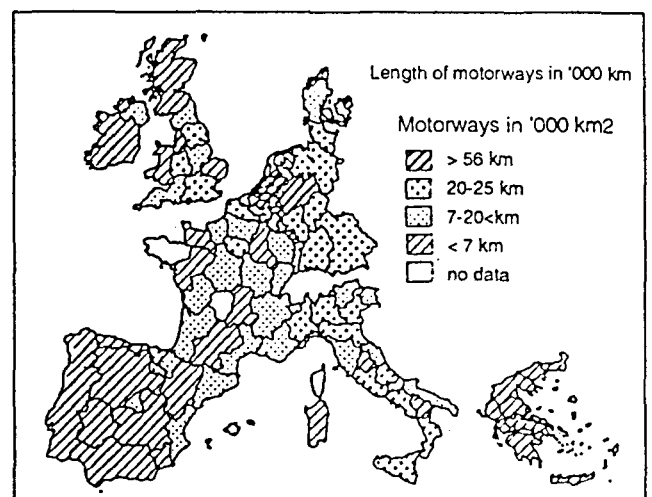 Length of motorways in '000 km
Motorways in '000 km2
> 56 km
20-25 km
7-20<km
< 7 km
no data